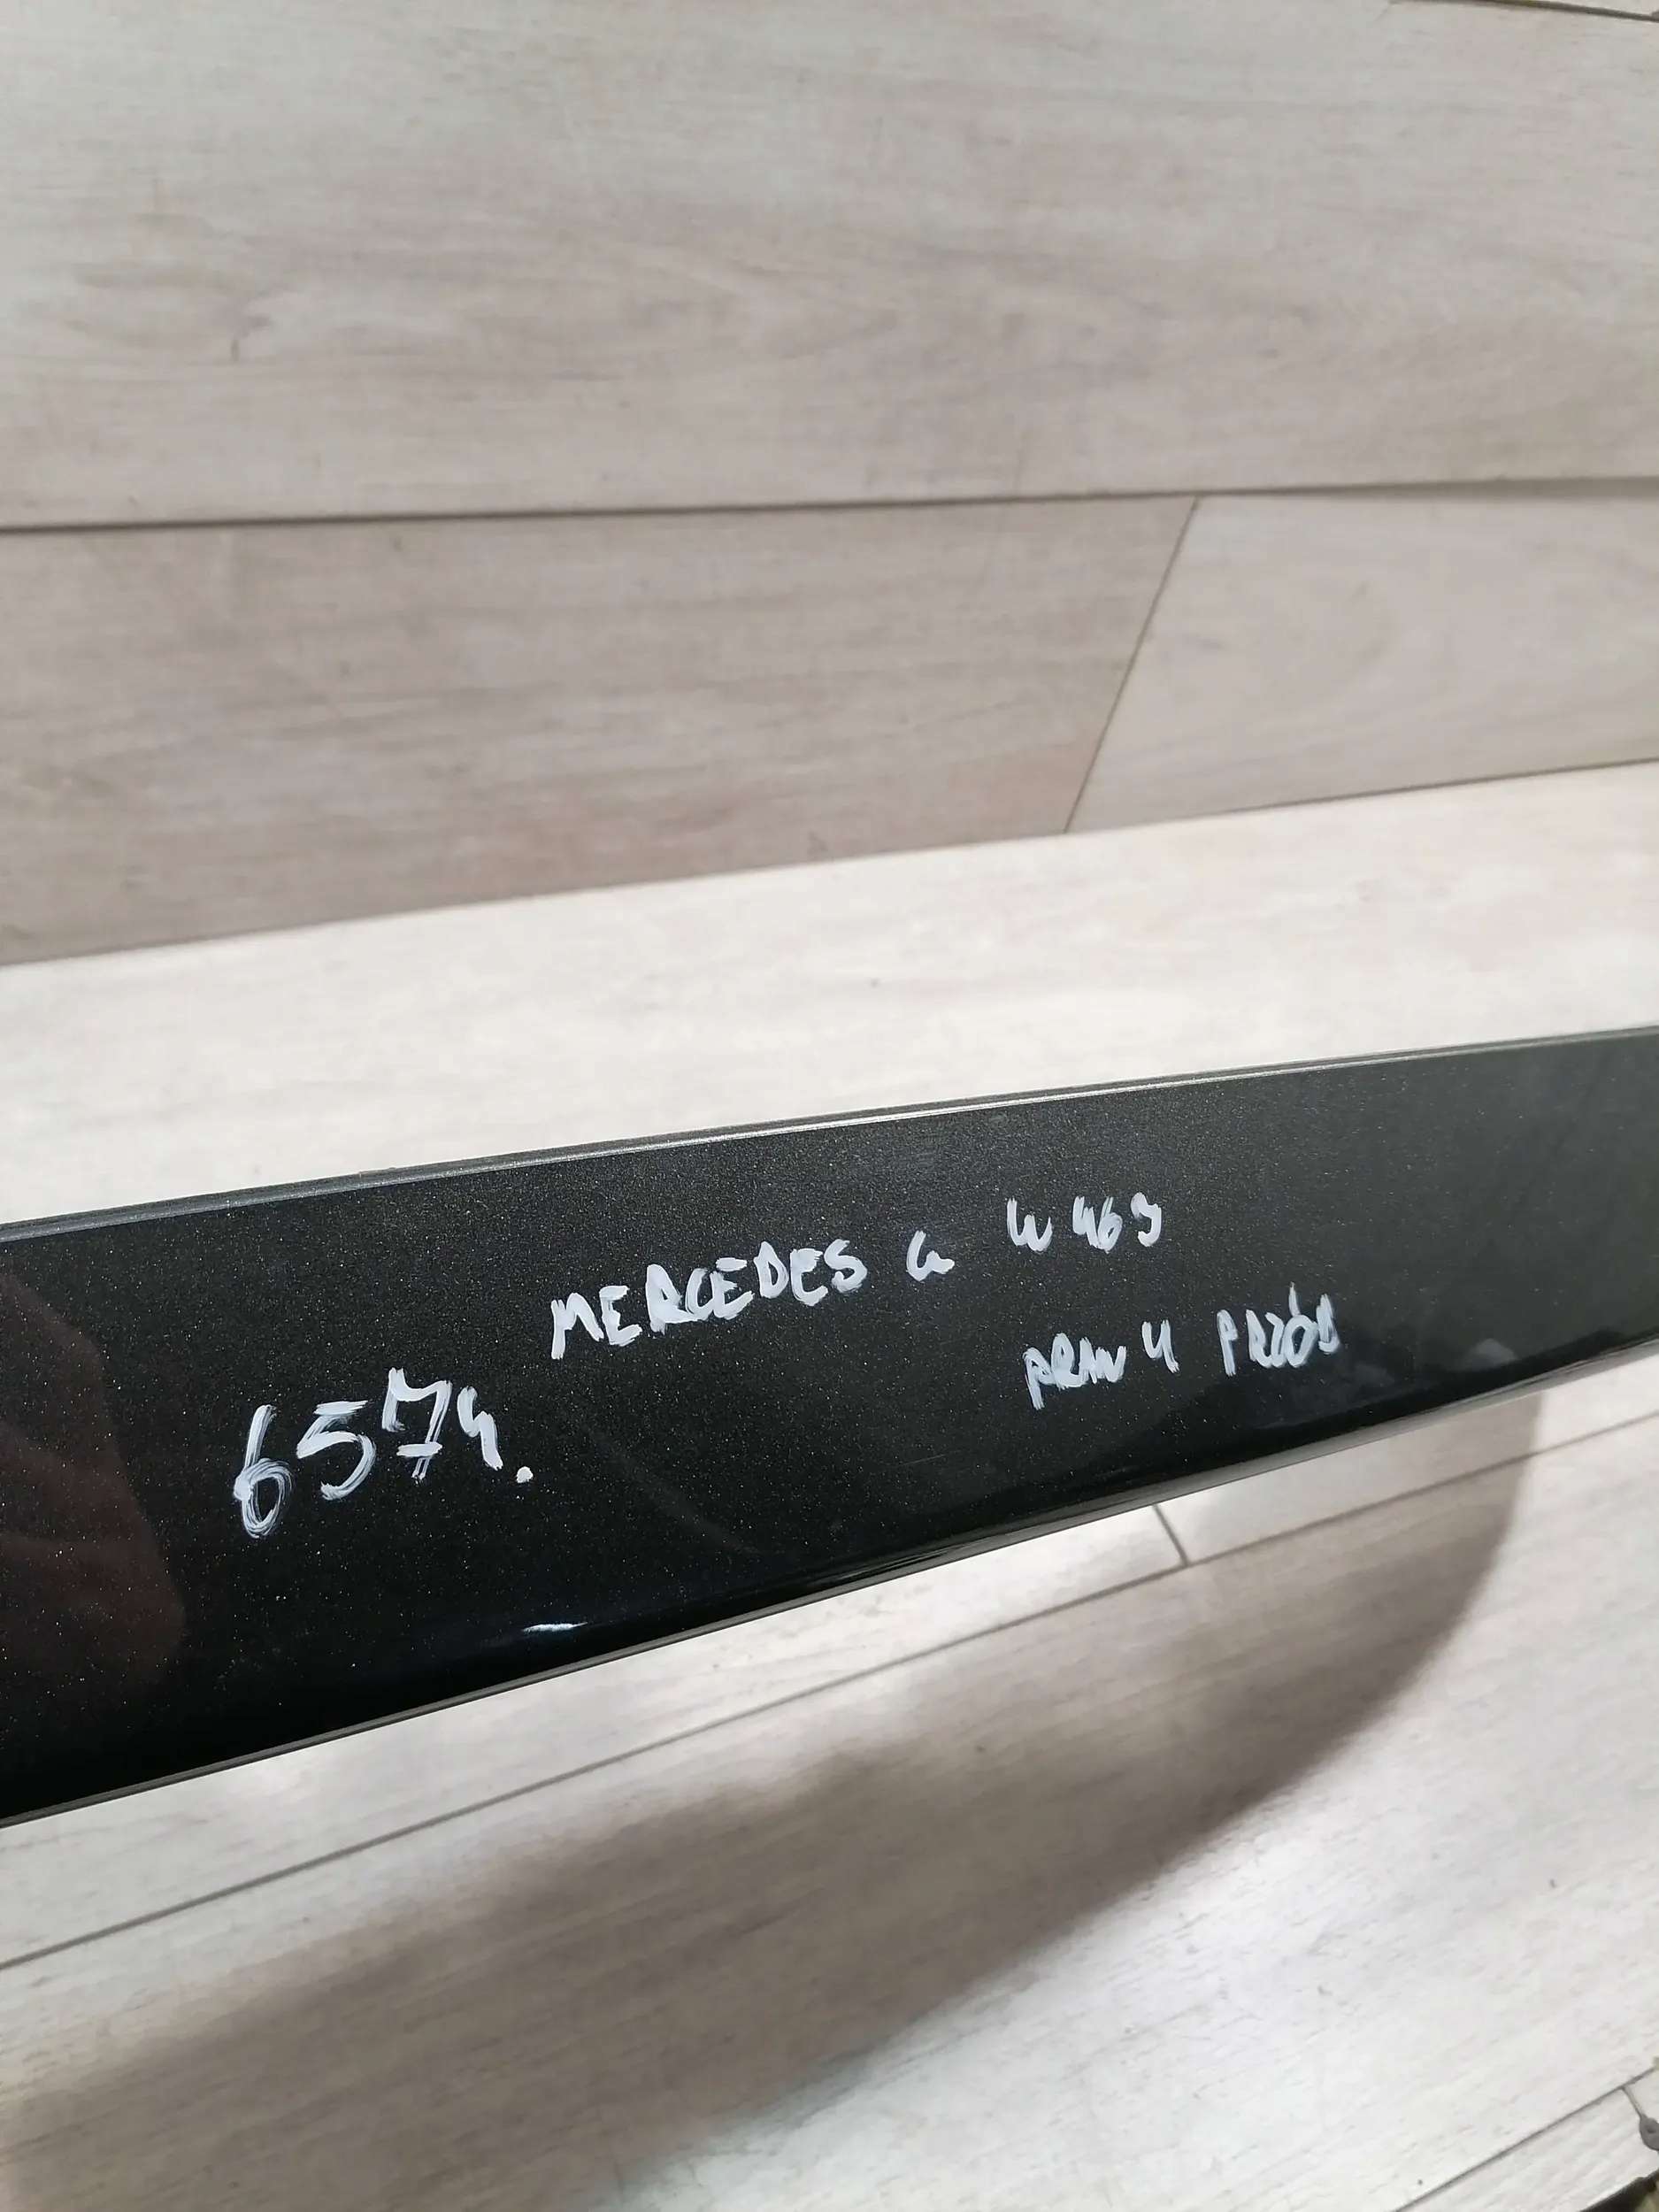 MERCEDES G W463
PRAWY PRZÓD
6574.